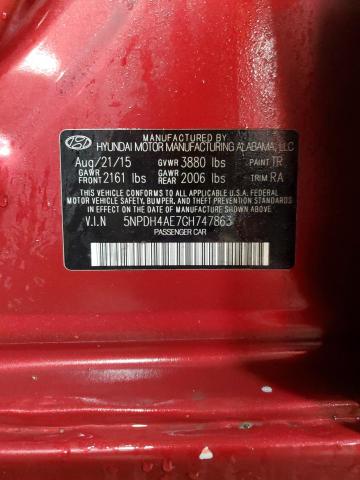 MANUFACTURED BY
HYUNDAI MOTOR MANUFACTURING ALABAMA, LLC
Aug/21/15 GVWR 3880 lbs PAINT TR
GAWR FRONT 2161 lbs GAWR REAR 2006 lbs TRIM RA
THIS VEHICLE CONFORMS TO ALL APPLICABLE U.S.A. FEDERAL
MOTOR VEHICLE SAFETY, BUMPER, AND THEFT PREVENTION
STANDARDS IN EFFECT ON THE DATE OF MANUFACTURE SHOWN ABOVE.
V.I.N 5NPDH4AE7GH747863
PASSENGER CAR